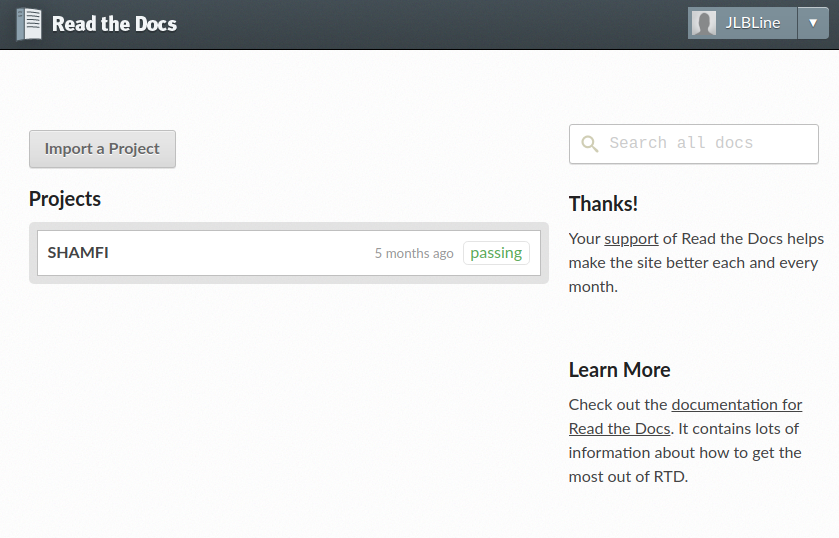 Read the Docs
JLBLine
▼
Import a Project
Projects
SHAMFI
5 months ago
passing
Search all docs
Thanks!
Your support of Read the Docs helps
make the site better each and every
month.
Learn More
Check out the documentation for
Read the Docs. It contains lots of
information about how to get the
most out of RTD.